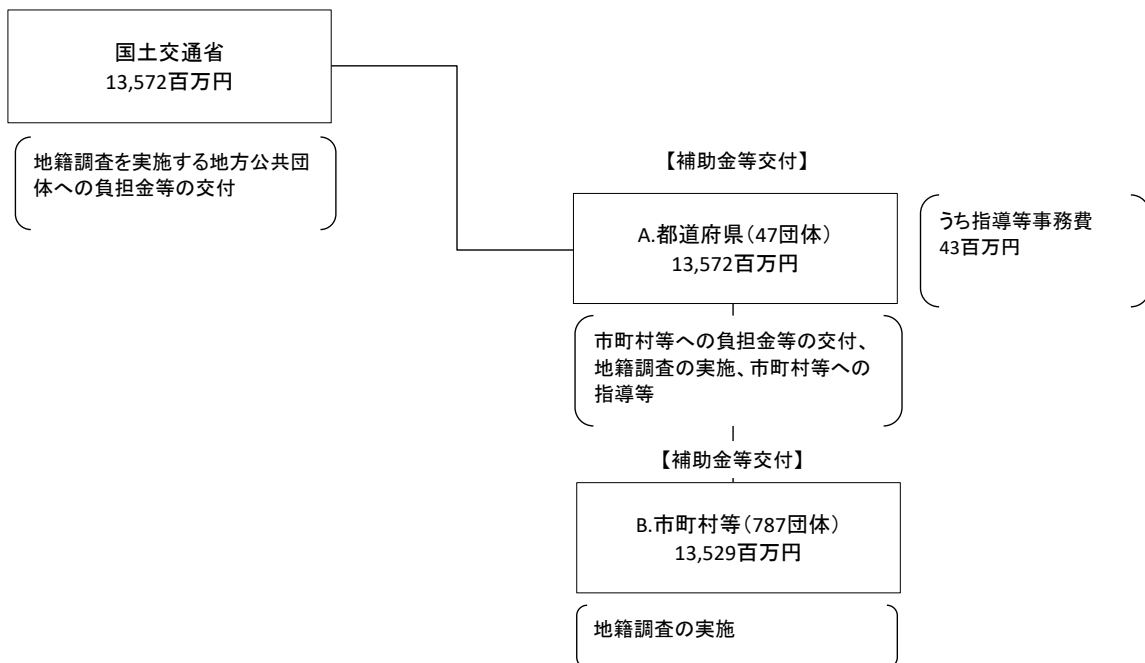 国土交通省
13,572百万円
地籍調査を実施する地方公共団
体への負担金等の交付
【補助金等交付】
A.都道府県（47団体）
13,572百万円
うち指導等事務費
43百万円
市町村等への負担金等の交付、
地籍調査の実施、市町村等への
指導等
【補助金等交付】
B.市町村等（787団体）
13,529百万円
地籍調査の実施